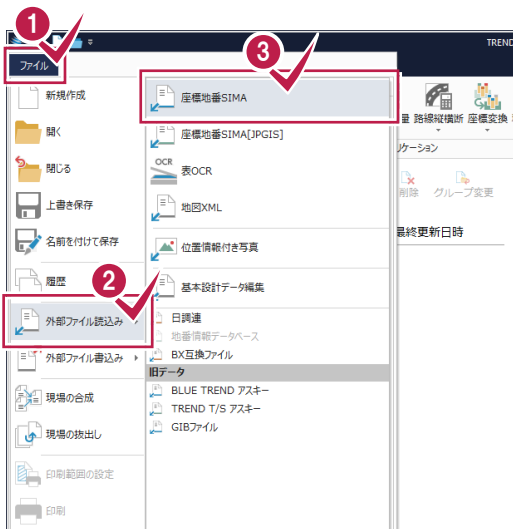 1
3
TREND
ファイル
新規作成
開く
閉じる
上書き保存
名前を付けて保存
履歴
2
外部ファイル読込み
外部ファイル書込み
現場の合成
現場の抜出し
印刷範囲の設定
印刷
座標地番SIMA
座標地番SIMA[JPGIS]
OCR 表OCR
地図XML
位置情報付き写真
基本設計データ編集
日調連
地番情報データベース
BX互換ファイル
旧データ
BLUE TREND アスキー
TREND T/S アスキー
GIBファイル
量 路線縦横断 座標変換
リケーション
削除 グループ変更
最終更新日時